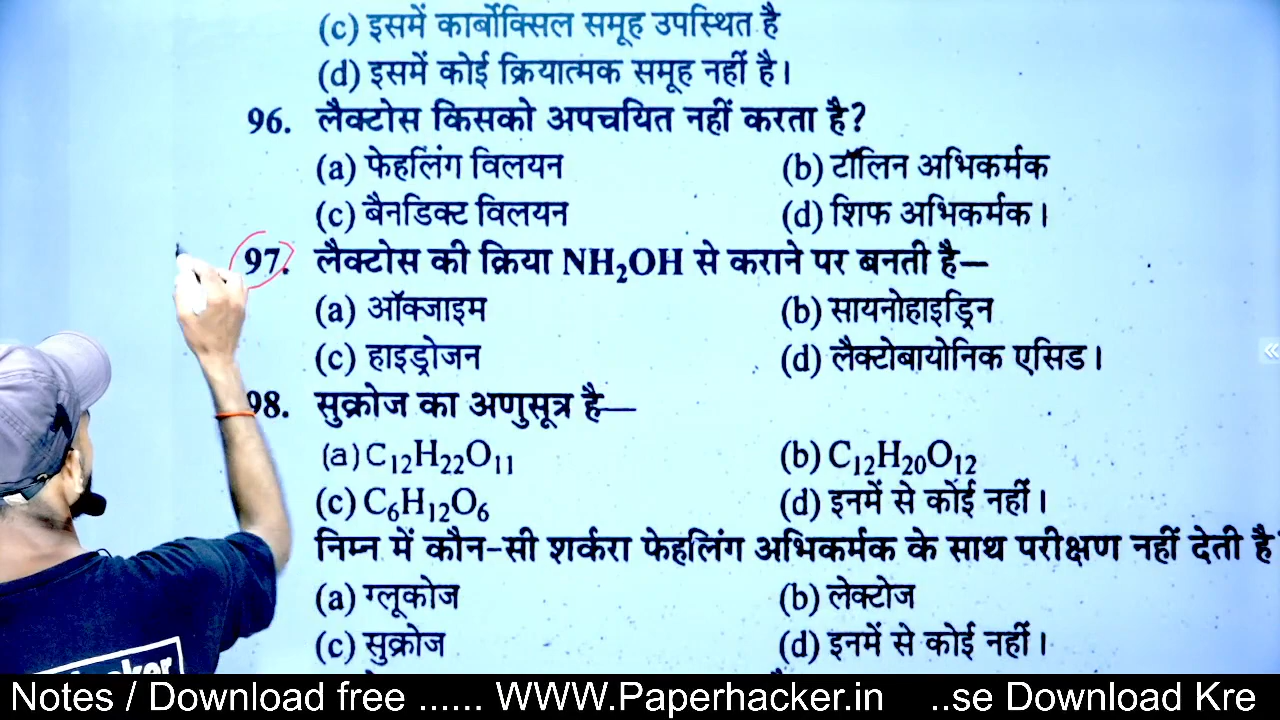 (c) इसमें कार्बोक्सिल समूह उपस्थित है
(d) इसमें कोई क्रियात्मक समूह नहीं है।
96. लैक्टोस किसको अपचयित नहीं करता है?
(a) फेहलिंग विलयन (b) टॉलिन अभिकर्मक
(c) बैनडिक्ट विलयन (d) शिफ अभिकर्मक।
97. लैक्टोस की क्रिया NH₂OH से कराने पर बनती है—
(a) ऑक्जाइम (b) सायनोहाइड्रिन
(c) हाइड्रोजन (d) लैक्टोबायोनिक एसिड।
98. सुक्रोज का अणुसूत्र है—
(a) C₁₂H₂₂O₁₁ (b) C₁₂H₂₀O₁₂
(c) C₆H₁₂O₆ (d) इनमें से कोई नहीं।
निम्न में कौन-सी शर्करा फेहलिंग अभिकर्मक के साथ परीक्षण नहीं देती है
(a) ग्लूकोज (b) लेक्टोज
(c) सुक्रोज (d) इनमें से कोई नहीं।
Notes / Download free ...... WWW.Paperhacker.in ..se Download Kre